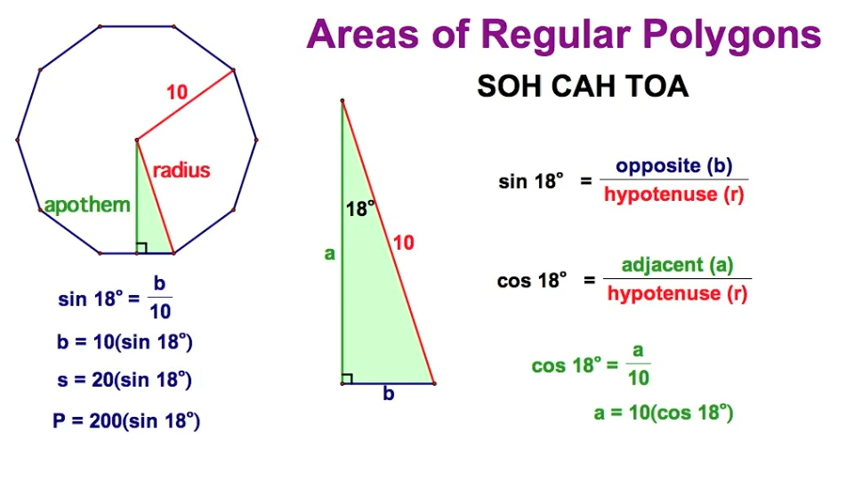 Areas of Regular Polygons
SOH CAH TOA
10
radius
apothem
sin 18° = b/10
b = 10(sin 18°)
s = 20(sin 18°)
P = 200(sin 18°)
18°
a
10
b
sin 18° = opposite (b)/hypotenuse (r)
cos 18° = adjacent (a)/hypotenuse (r)
cos 18° = a/10
a = 10(cos 18°)